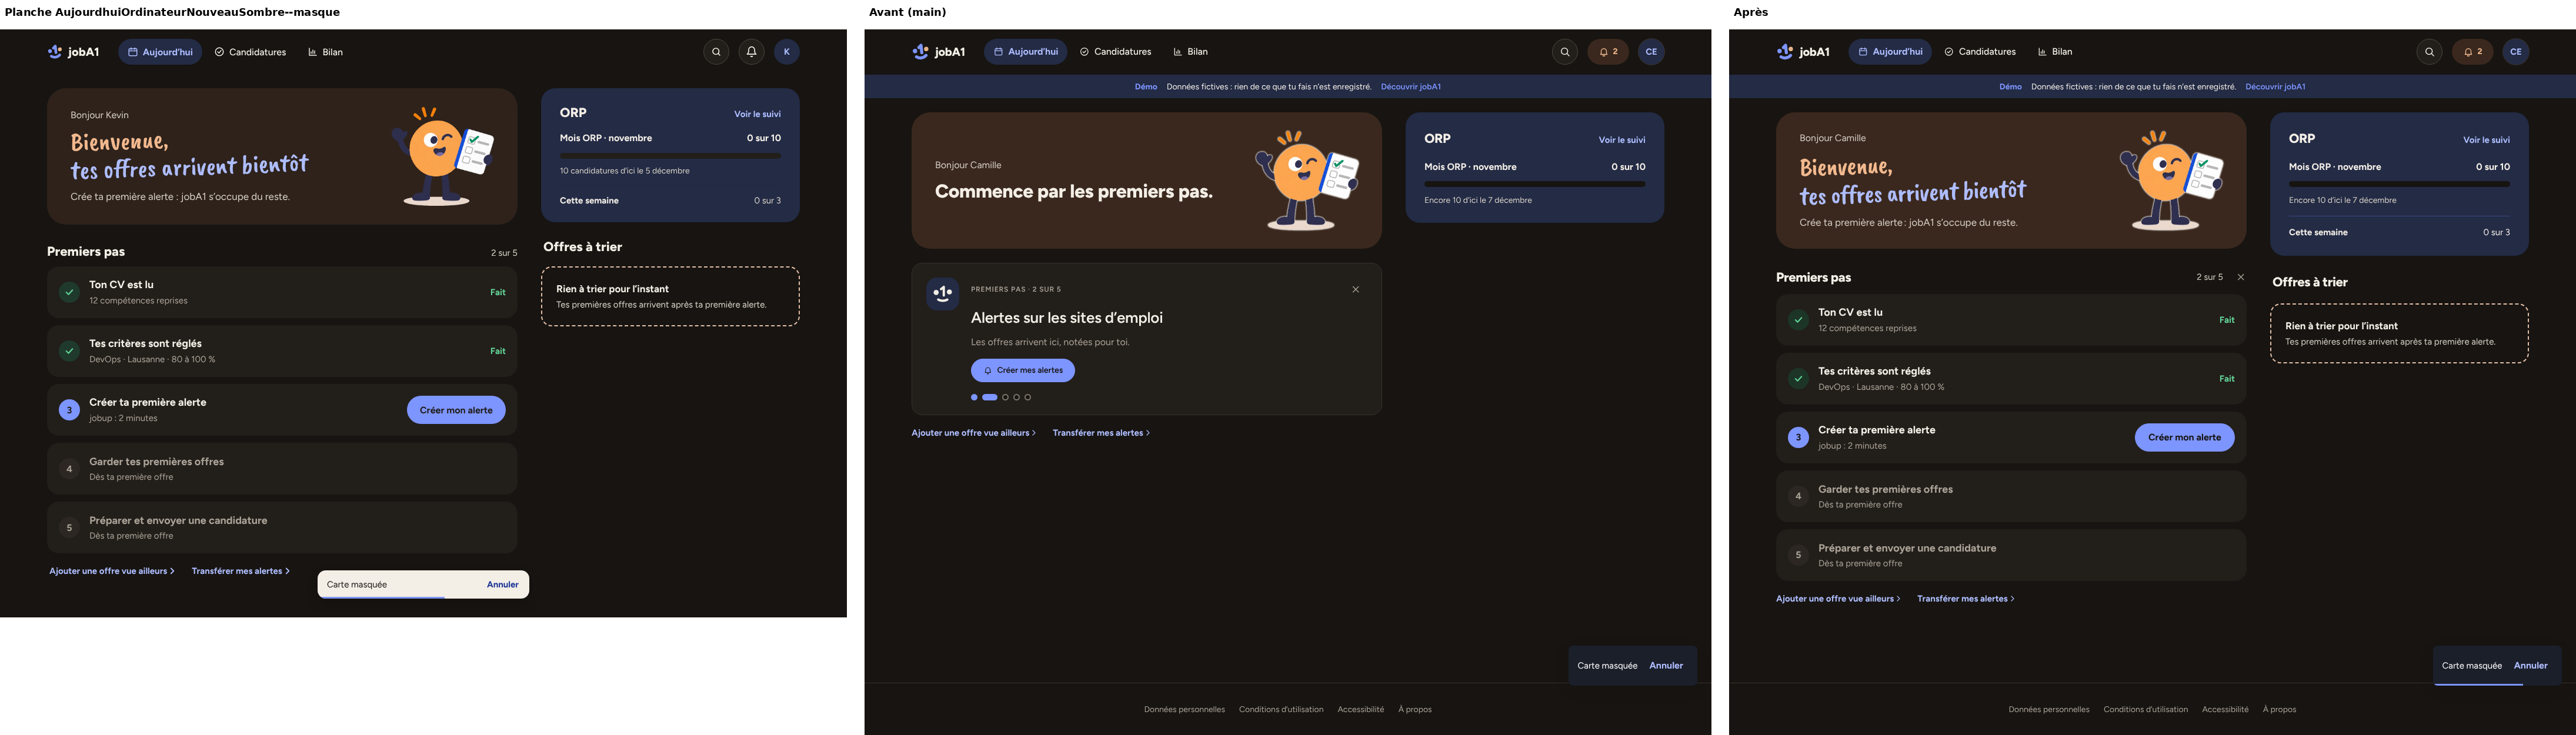 Planche AujourdhuiOrdinateurNouveauSombre--masque
jobA1 Aujourd'hui Candidatures Bilan K
Bonjour Kevin
Bienvenue,
tes offres arrivent bientôt
Crée ta première alerte : jobA1 s'occupe du reste.
ORP Voir le suivi
Mois ORP · novembre 0 sur 10
10 candidatures d'ici le 5 décembre
Cette semaine 0 sur 3
Premiers pas 2 sur 5
Ton CV est lu
12 compétences reprises
Fait
Tes critères sont réglés
DevOps · Lausanne · 80 à 100 %
Fait
3 Créer ta première alerte
jobup : 2 minutes
Créer mon alerte
4 Garder tes premières offres
Dès ta première offre
5 Préparer et envoyer une candidature
Dès ta première offre
Ajouter une offre vue ailleurs Transférer mes alertes
Offres à trier
Rien à trier pour l'instant
Tes premières offres arrivent après ta première alerte.
Carte masquée Annuler
Avant (main)
jobA1 Aujourd'hui Candidatures Bilan 2 CE
Démo Données fictives : rien de ce que tu fais n'est enregistré. Découvrir jobA1
Bonjour Camille
Commence par les premiers pas.
ORP Voir le suivi
Mois ORP · novembre 0 sur 10
Encore 10 d'ici le 7 décembre
PREMIERS PAS · 2 SUR 5
Alertes sur les sites d'emploi
Les offres arrivent ici, notées pour toi.
Créer mes alertes
Ajouter une offre vue ailleurs Transférer mes alertes
Carte masquée Annuler
Données personnelles Conditions d'utilisation Accessibilité À propos
Après
jobA1 Aujourd'hui Candidatures Bilan 2 CE
Démo Données fictives : rien de ce que tu fais n'est enregistré. Découvrir jobA1
Bonjour Camille
Bienvenue,
tes offres arrivent bientôt
Crée ta première alerte : jobA1 s'occupe du reste.
ORP Voir le suivi
Mois ORP · novembre 0 sur 10
Encore 10 d'ici le 7 décembre
Cette semaine 0 sur 3
Premiers pas 2 sur 5
Ton CV est lu
12 compétences reprises
Fait
Tes critères sont réglés
DevOps · Lausanne · 80 à 100 %
Fait
3 Créer ta première alerte
jobup : 2 minutes
Créer mon alerte
4 Garder tes premières offres
Dès ta première offre
5 Préparer et envoyer une candidature
Dès ta première offre
Ajouter une offre vue ailleurs Transférer mes alertes
Offres à trier
Rien à trier pour l'instant
Tes premières offres arrivent après ta première alerte.
Carte masquée Annuler
Données personnelles Conditions d'utilisation Accessibilité À propos